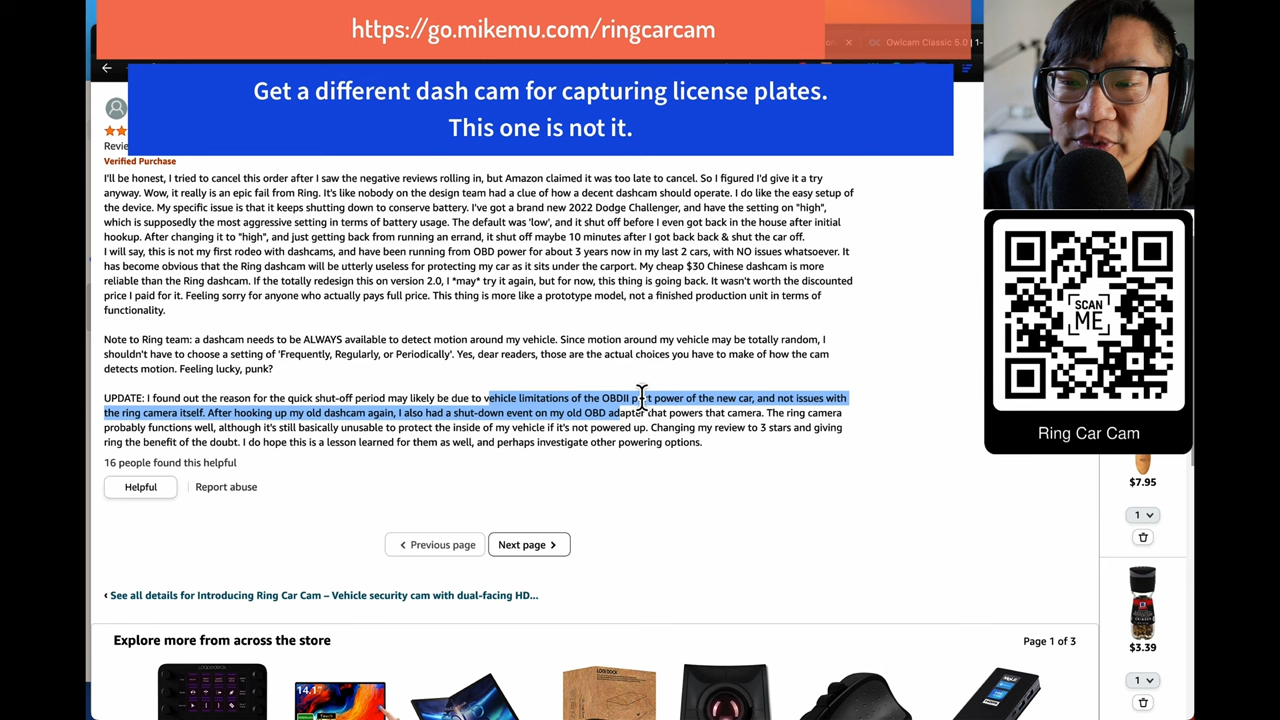 https://go.mikemu.com/ringcarcam
Owlcam Classic 5.0 | 1-
Get a different dash cam for capturing license plates.
This one is not it.
Verified Purchase
I'll be honest, I tried to cancel this order after I saw the negative reviews rolling in, but Amazon claimed it was too late to cancel. So I figured I'd give it a try
anyway. Wow, it really is an epic fail from Ring. It's like nobody on the design team had a clue of how a decent dashcam should operate. I do like the easy setup of
the device. My specific issue is that it keeps shutting down to conserve battery. I've got a brand new 2022 Dodge Challenger, and have the setting on "high",
which is supposedly the most aggressive setting in terms of battery usage. The default was 'low', and it shut off before I even got back in the house after initial
hookup. After changing it to "high", and just getting back from running an errand, it shut off maybe 10 minutes after I got back back & shut the car off.
I will say, this is not my first rodeo with dashcams, and have been running from OBD power for about 3 years now in my last 2 cars, with NO issues whatsoever. It
has become obvious that the Ring dashcam will be utterly useless for protecting my car as it sits under the carport. My cheap $30 Chinese dashcam is more
reliable than the Ring dashcam. If the totally redesign this on version 2.0, I *may* try it again, but for now, this thing is going back. It wasn't worth the discounted
price I paid for it. Feeling sorry for anyone who actually pays full price. This thing is more like a prototype model, not a finished production unit in terms of
functionality.
Note to Ring team: a dashcam needs to be ALWAYS available to detect motion around my vehicle. Since motion around my vehicle may be totally random, I
shouldn't have to choose a setting of 'Frequently, Regularly, or Periodically'. Yes, dear readers, those are the actual choices you have to make of how the cam
detects motion. Feeling lucky, punk?
UPDATE: I found out the reason for the quick shut-off period may likely be due to vehicle limitations of the OBDII port power of the new car, and not issues with
the ring camera itself. After hooking up my old dashcam again, I also had a shut-down event on my old OBD adapter that powers that camera. The ring camera
probably functions well, although it's still basically unusable to protect the inside of my vehicle if it's not powered up. Changing my review to 3 stars and giving
ring the benefit of the doubt. I do hope this is a lesson learned for them as well, and perhaps investigate other powering options.
16 people found this helpful
Helpful
Report abuse
Previous page
Next page
See all details for Introducing Ring Car Cam – Vehicle security cam with dual-facing HD...
Explore more from across the store
Page 1 of 3
14.1"
SCAN
ME
Ring Car Cam
$7.95
1
$3.39
1